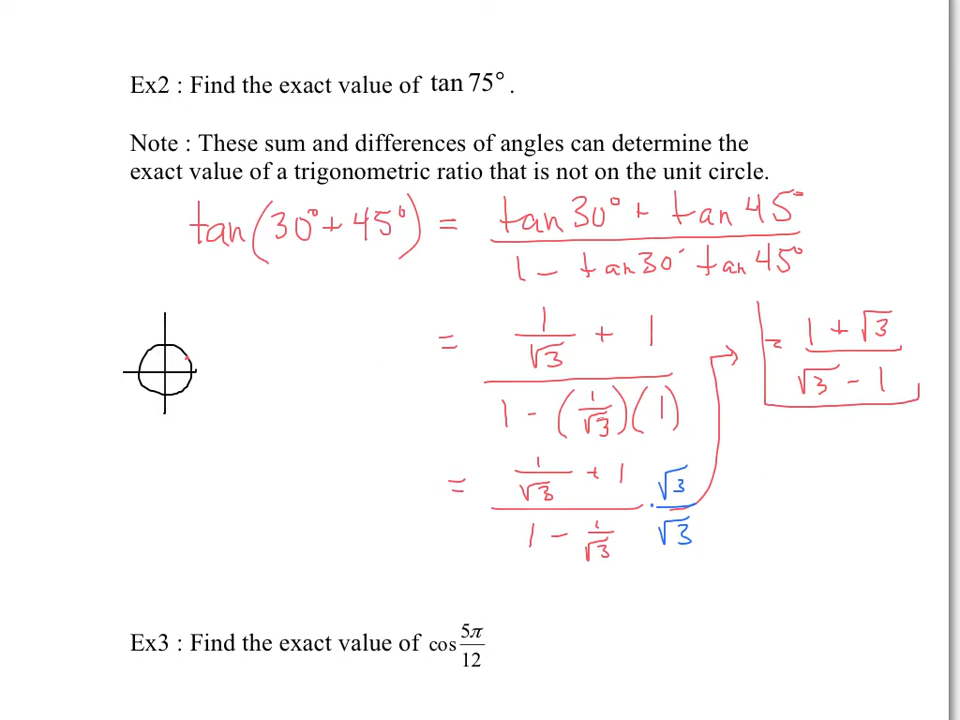 Ex2 : Find the exact value of tan 75° .
Note : These sum and differences of angles can determine the
exact value of a trigonometric ratio that is not on the unit circle.
tan(30° + 45°) = (tan 30° + tan 45°) / (1 - tan 30° tan 45°)
= (1/√3 + 1) / (1 - (1/√3)(1))
= (1/√3 + 1) / (1 - 1/√3) · √3/√3
= (1 + √3) / (√3 - 1)
Ex3 : Find the exact value of cos 5π/12